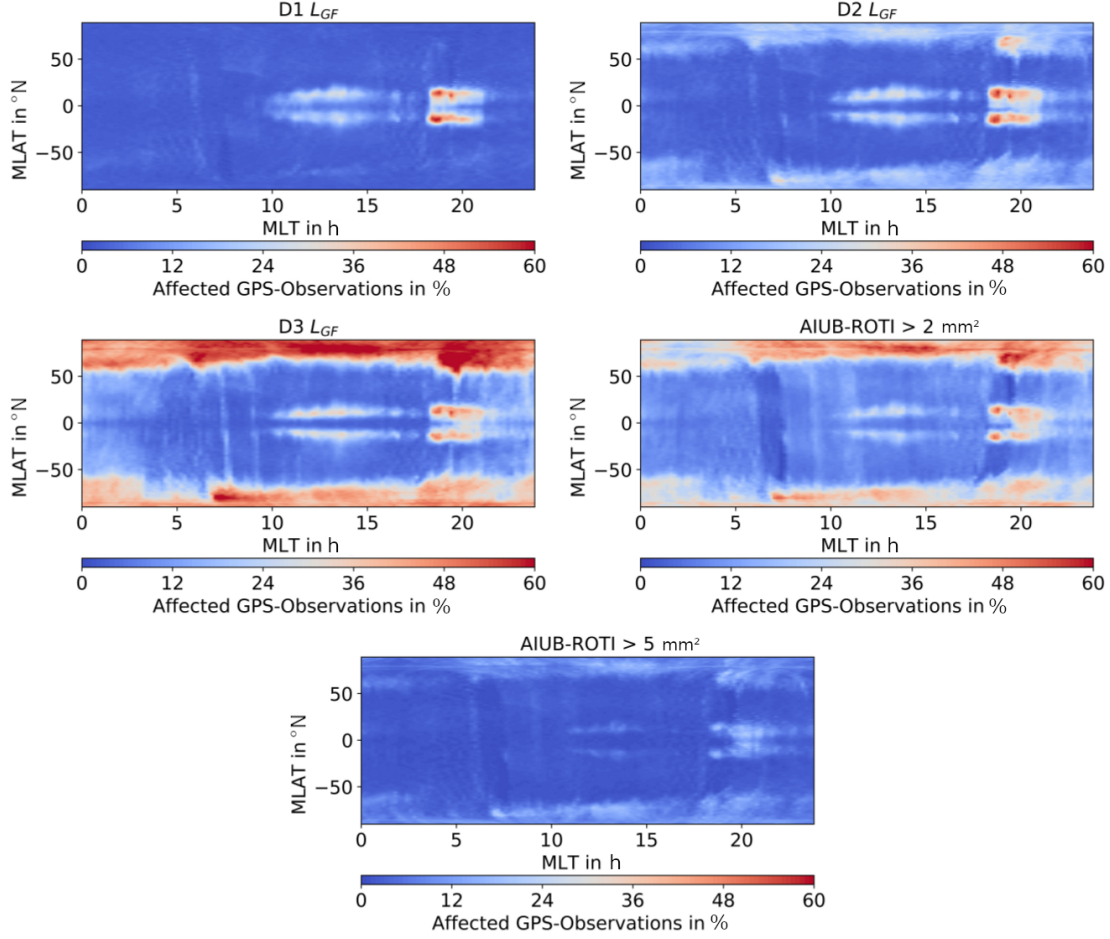 D1 L_GF
D2 L_GF
MLAT in °N
50
0
−50
0 5 10 15 20
MLT in h
0 12 24 36 48 60
Affected GPS-Observations in %
MLAT in °N
50
0
−50
0 5 10 15 20
MLT in h
0 12 24 36 48 60
Affected GPS-Observations in %
D3 L_GF
AIUB-ROTI > 2 mm²
MLAT in °N
50
0
−50
0 5 10 15 20
MLT in h
0 12 24 36 48 60
Affected GPS-Observations in %
MLAT in °N
50
0
−50
0 5 10 15 20
MLT in h
0 12 24 36 48 60
Affected GPS-Observations in %
AIUB-ROTI > 5 mm²
MLAT in °N
50
0
−50
0 5 10 15 20
MLT in h
0 12 24 36 48 60
Affected GPS-Observations in %